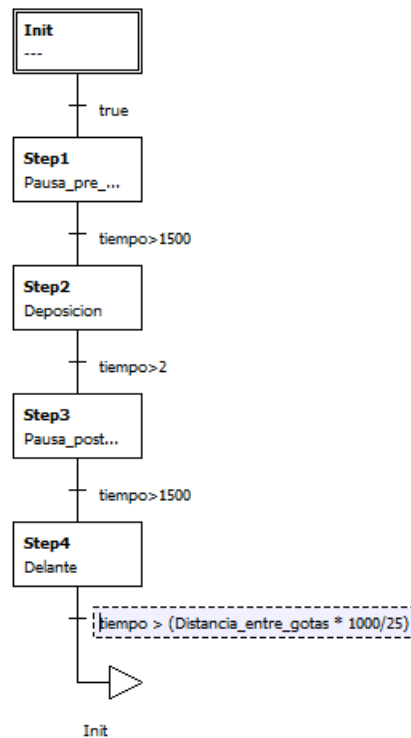 Init
---
true
Step1
Pausa_pre_...
tiempo>1500
Step2
Deposicion
tiempo>2
Step3
Pausa_post...
tiempo>1500
Step4
Delante
tiempo > (Distancia_entre_gotas * 1000/25)
Init